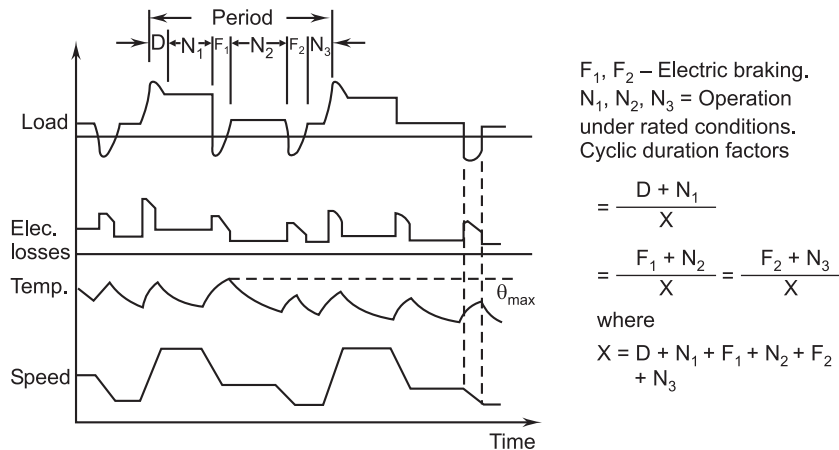 Period
D N₁ F₁ N₂ F₂ N₃
Load
Elec.
losses
Temp.
θmax
Speed
Time
F₁, F₂ – Electric braking.
N₁, N₂, N₃ = Operation
under rated conditions.
Cyclic duration factors
= D + N₁ / X
= F₁ + N₂ / X = F₂ + N₃ / X
where
X = D + N₁ + F₁ + N₂ + F₂
+ N₃